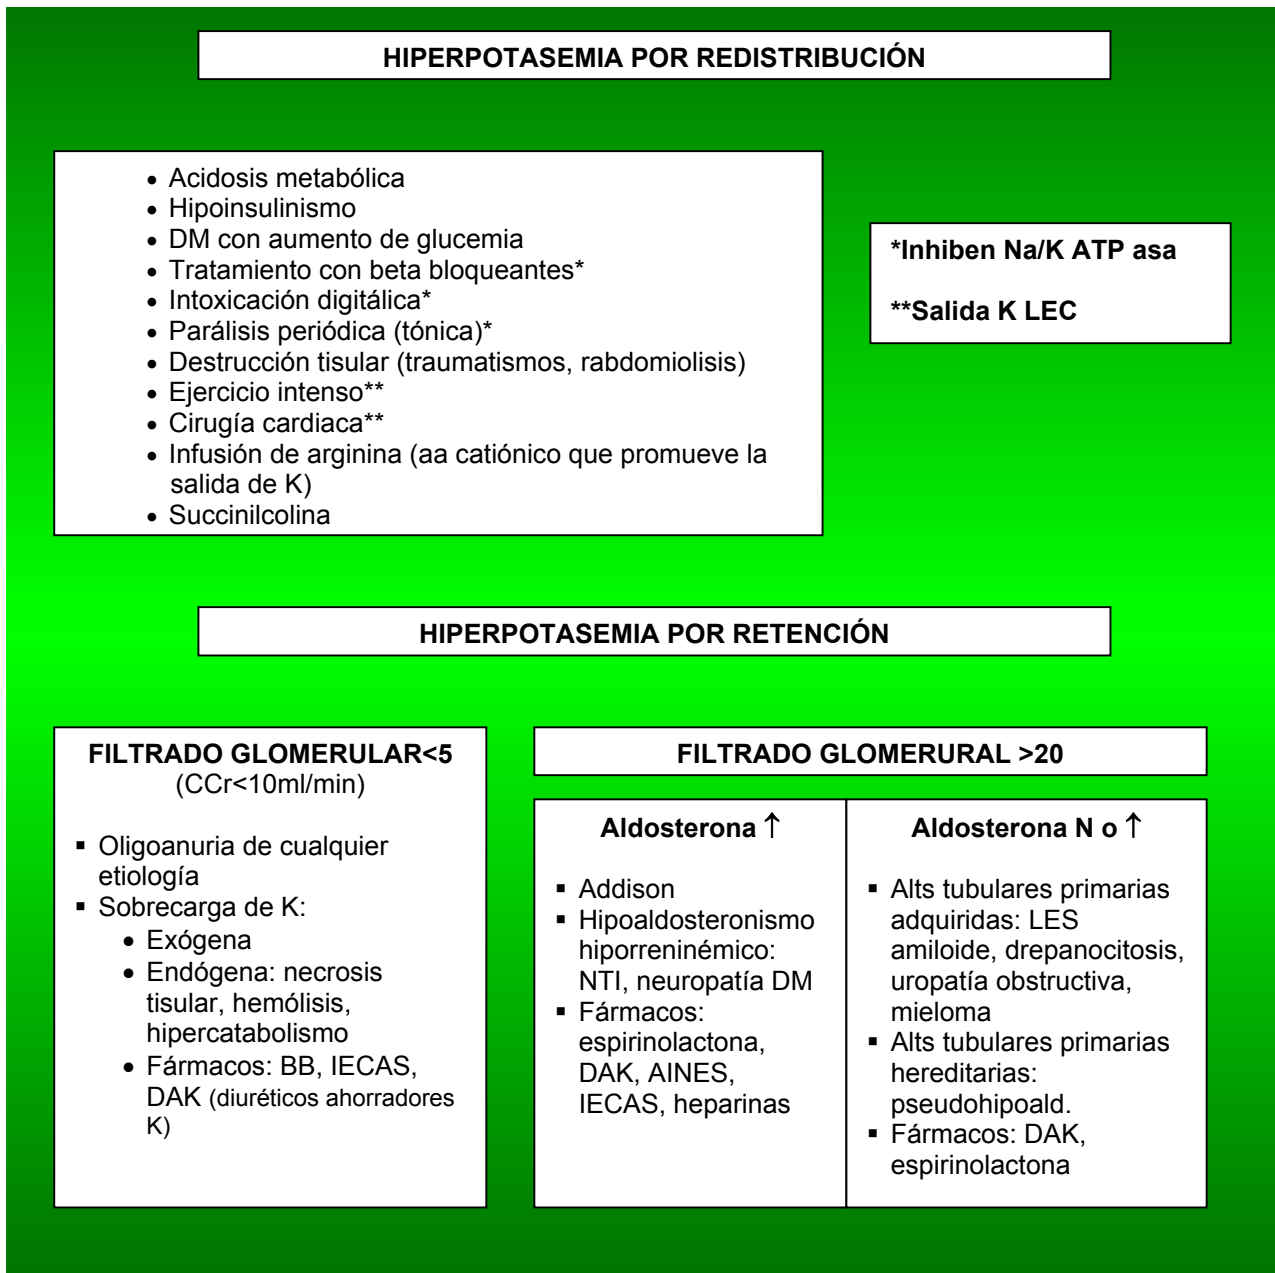 HIPERPOTASEMIA POR REDISTRIBUCIÓN
• Acidosis metabólica
• Hipoinsulinismo
• DM con aumento de glucemia
• Tratamiento con beta bloqueantes*
• Intoxicación digitálica*
• Parálisis periódica (tónica)*
• Destrucción tisular (traumatismos, rabdomiolisis)
• Ejercicio intenso**
• Cirugía cardiaca**
• Infusión de arginina (aa catiónico que promueve la
salida de K)
• Succinilcolina
*Inhiben Na/K ATP asa
**Salida K LEC
HIPERPOTASEMIA POR RETENCIÓN
FILTRADO GLOMERULAR<5
(CCr<10ml/min)
▪ Oligoanuria de cualquier
etiología
▪ Sobrecarga de K:
• Exógena
• Endógena: necrosis
tisular, hemólisis,
hipercatabolismo
• Fármacos: BB, IECAS,
DAK (diuréticos ahorradores
K)
FILTRADO GLOMERURAL >20
Aldosterona ↑
▪ Addison
▪ Hipoaldosteronismo
hiporreninémico:
NTI, neuropatía DM
▪ Fármacos:
espirinolactona,
DAK, AINES,
IECAS, heparinas
Aldosterona N o ↑
▪ Alts tubulares primarias
adquiridas: LES
amiloide, drepanocitosis,
uropatía obstructiva,
mieloma
▪ Alts tubulares primarias
hereditarias:
pseudohipoald.
▪ Fármacos: DAK,
espirinolactona